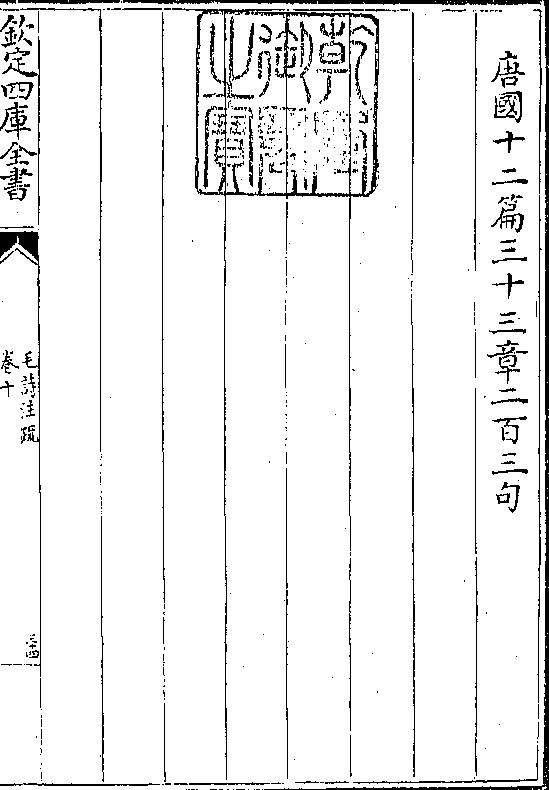 唐國十二篇三十三章二百三句
乾隆御覽之寶
欽定四庫全書
毛詩注疏
卷十
三十四